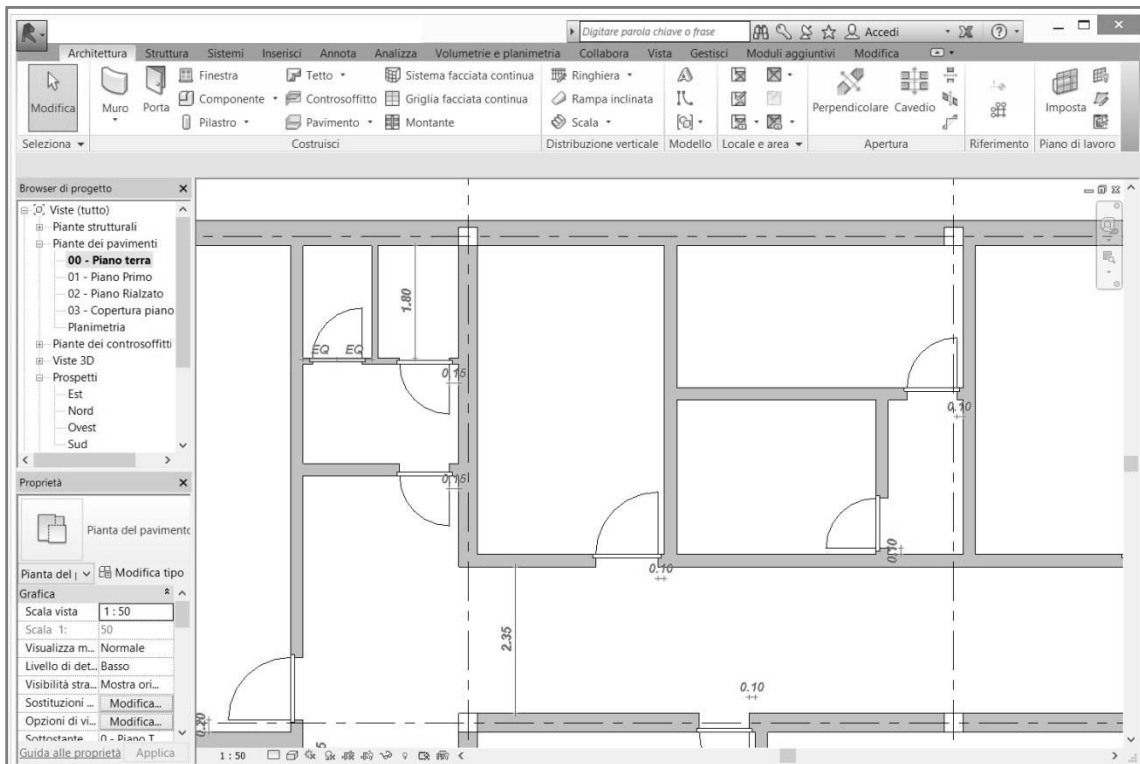 Digitare parola chiave o frase Accedi
Architettura Struttura Sistemi Inserisci Annota Analizza Volumetrie e planimetria Collabora Vista Gestisci Moduli aggiuntivi Modifica
Modifica
Muro
Porta
Finestra
Componente
Pilastro
Tetto
Controsoffitto
Pavimento
Sistema facciata continua
Griglia facciata continua
Montante
Ringhiera
Rampa inclinata
Scala
Perpendicolare
Cavedio
Imposta
Seleziona Costruisci Distribuzione verticale Modello Locale e area Apertura Riferimento Piano di lavoro
Browser di progetto
Viste (tutto)
Piante strutturali
Piante dei pavimenti
00 - Piano terra
01 - Piano Primo
02 - Piano Rialzato
03 - Copertura piano
Planimetria
Piante dei controsoffitti
Viste 3D
Prospetti
Est
Nord
Ovest
Sud
Proprietà
Pianta del pavimento
Pianta del Modifica tipo
Grafica
Scala vista 1 : 50
Scala 1: 50
Visualizza m... Normale
Livello di det... Basso
Visibilità stra... Mostra ori...
Sostituzioni ... Modifica...
Opzioni di vi... Modifica...
Sottostante 0 - Piano T
Guida alle proprietà Applica
1.80
EQ EQ
0.15
0.10
0.15
0.10
0.10
2.35
0.10
0.20
1 : 50